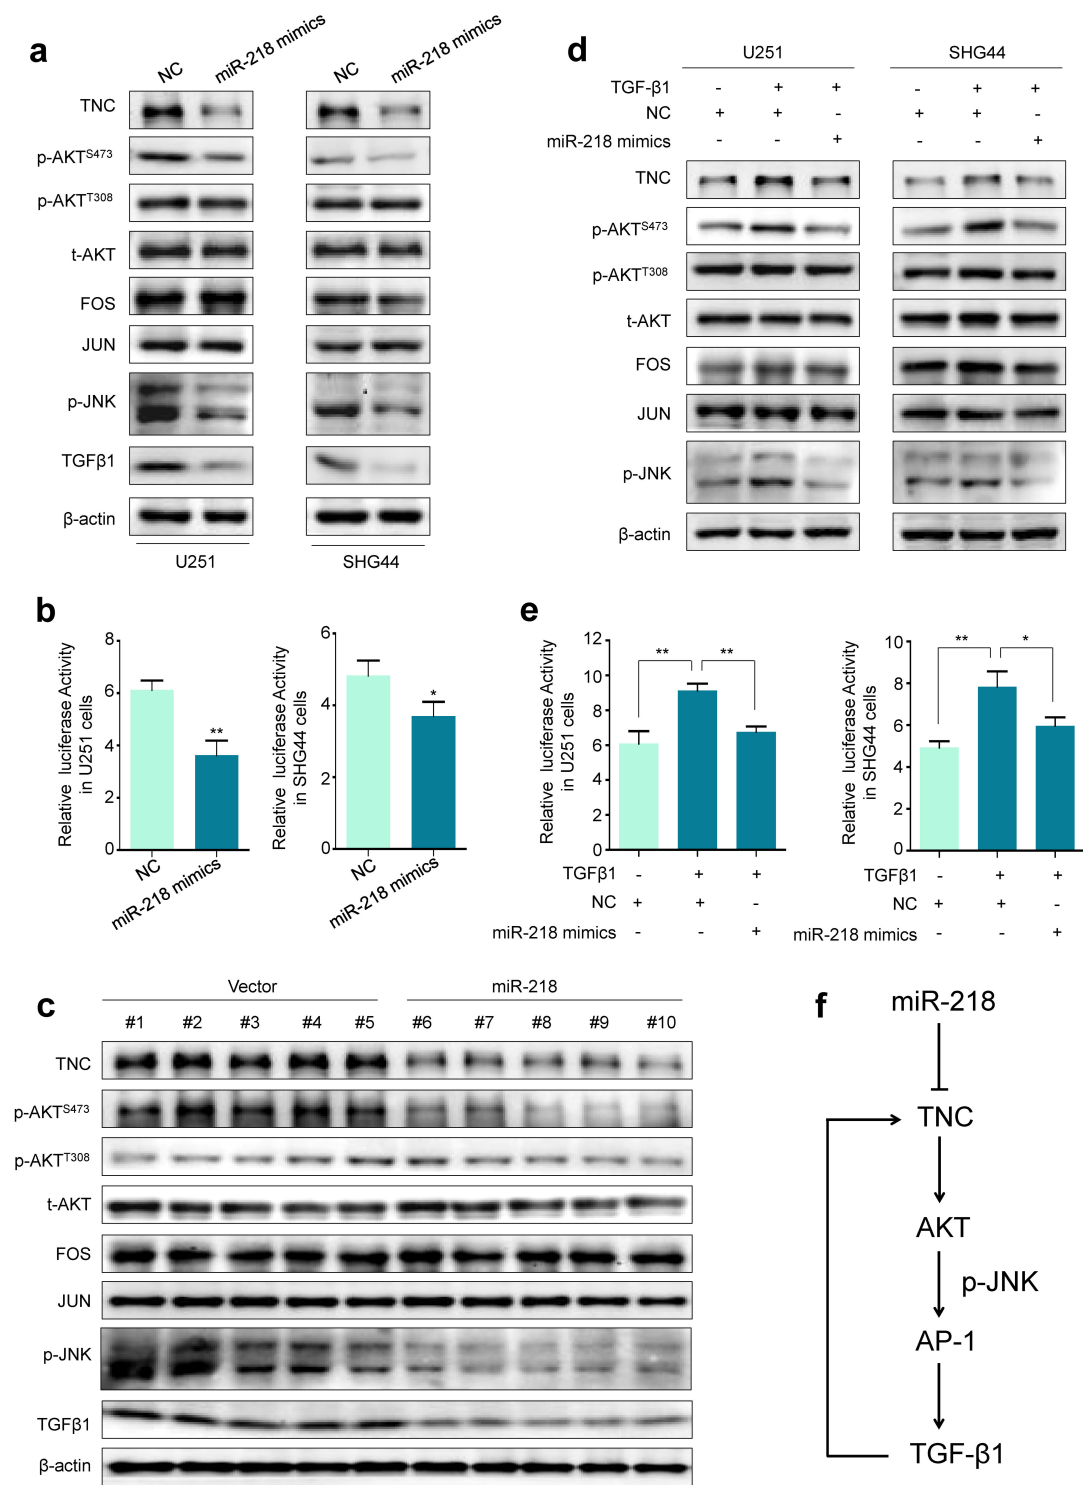 a
NC miR-218 mimics NC miR-218 mimics
TNC
p-AKTS473
p-AKTT308
t-AKT
FOS
JUN
p-JNK
TGFβ1
β-actin
U251 SHG44
d
U251 SHG44
TGF-β1 - + + - + +
NC + + - + + -
miR-218 mimics - - + - - +
TNC
p-AKTS473
p-AKTT308
t-AKT
FOS
JUN
p-JNK
β-actin
b
Relative luciferase Activity
in U251 cells
8
6
4
2
0
**
NC
miR-218 mimics
Relative luciferase Activity
in SHG44 cells
6
4
2
0
*
NC
miR-218 mimics
e
Relative luciferase Activity
in U251 cells
12
10
8
6
4
2
0
** **
TGFβ1 - + +
NC + + -
miR-218 mimics - - +
Relative luciferase Activity
in SHG44 cells
10
8
6
4
2
0
** *
TGFβ1 - + +
NC + + -
miR-218 mimics - - +
c
Vector miR-218
#1 #2 #3 #4 #5 #6 #7 #8 #9 #10
TNC
p-AKTS473
p-AKTT308
t-AKT
FOS
JUN
p-JNK
TGFβ1
β-actin
f
miR-218
TNC
AKT
p-JNK
AP-1
TGF-β1